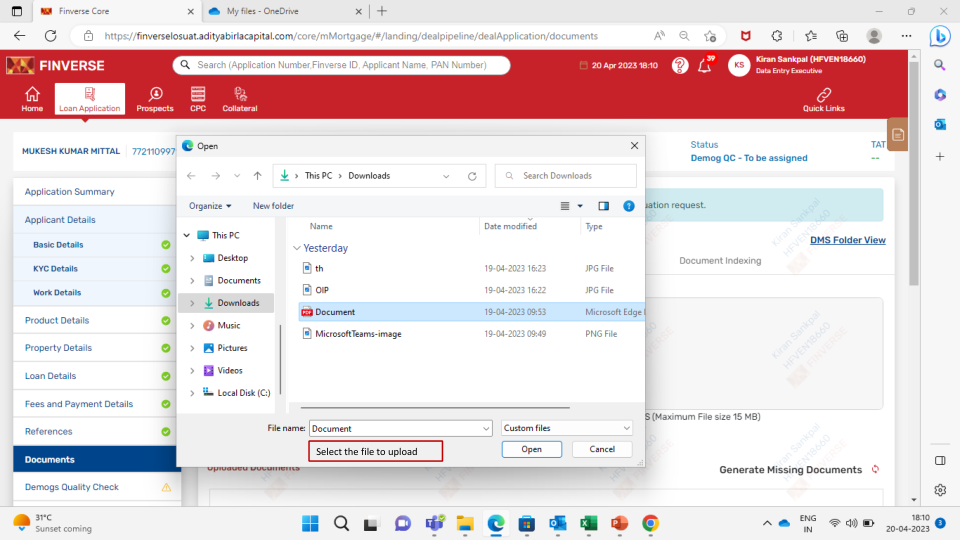 Finverse Core
My files - OneDrive
https://finverselosuat.adityabirlacapital.com/core/mMortgage/#/landing/dealpipeline/dealApplication/documents
FINVERSE
Search (Application Number,Finverse ID, Applicant Name, PAN Number)
20 Apr 2023 18:10
39
KS
Kiran Sankpal (HFVEN18660)
Data Entry Executive
Home
Loan Application
Prospects
CPC
Collateral
Quick Links
MUKESH KUMAR MITTAL
772110997
Status
TAT
Demog QC - To be assigned
--
Application Summary
Applicant Details
Basic Details
KYC Details
Work Details
Product Details
Property Details
Loan Details
Fees and Payment Details
References
Documents
Demogs Quality Check
Open
This PC
Downloads
Search Downloads
Organize
New folder
This PC
Desktop
Documents
Downloads
Music
Pictures
Videos
Local Disk (C:)
Name
Date modified
Type
Yesterday
th
19-04-2023 16:23
JPG File
OIP
19-04-2023 16:22
JPG File
PDF
Document
19-04-2023 09:53
Microsoft Edge
MicrosoftTeams-image
19-04-2023 09:49
PNG File
File name:
Document
Custom files
Select the file to upload
Open
Cancel
uation request.
DMS Folder View
Document Indexing
Kiran Sankpal
HFVEN18660
FINVERSE
S (Maximum File size 15 MB)
Uploaded Documents
Generate Missing Documents
31°C
Sunset coming
ENG
IN
18:10
20-04-2023
3